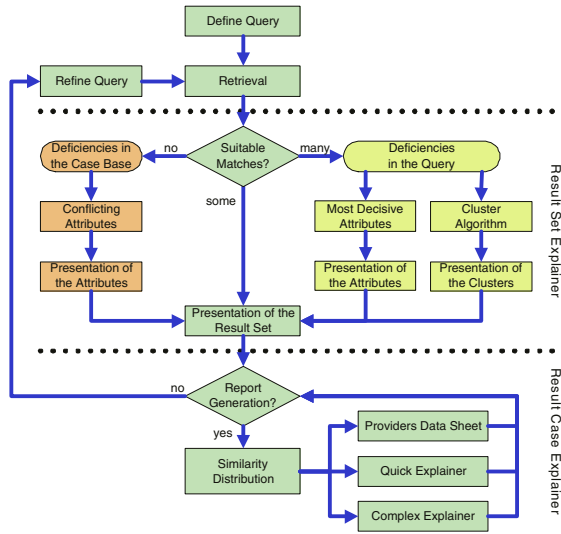 Define Query
Refine Query
Retrieval
Deficiencies in
the Case Base
no
Suitable
Matches?
many
Deficiencies
in the Query
some
Conflicting
Attributes
Most Decisive
Attributes
Cluster
Algorithm
Presentation of
the Attributes
Presentation of
the Attributes
Presentation of
the Clusters
Presentation of the
Result Set
Result Set Explainer
no
Report
Generation?
yes
Similarity
Distribution
Providers Data Sheet
Quick Explainer
Complex Explainer
Result Case Explainer